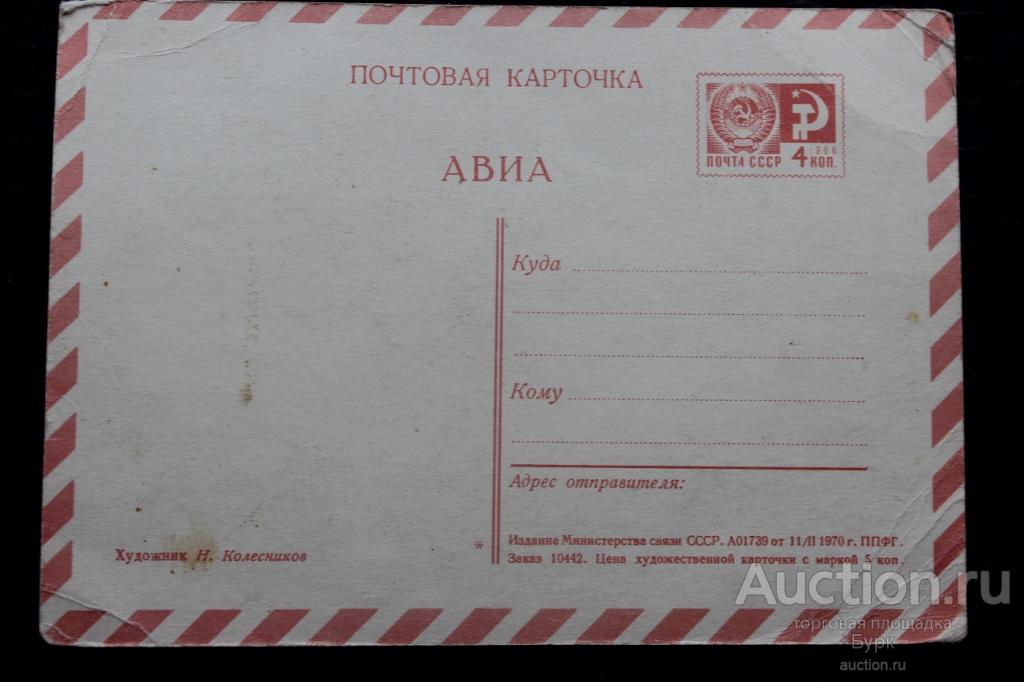 ПОЧТОВАЯ КАРТОЧКА
АВИА
1966
ПОЧТА СССР 4 КОП.
Куда
Кому
Адрес отправителя:
Художник Н. Колесников
* Издание Министерства связи СССР. А01739 от 11/II 1970 г. ППФГ.
Заказ 10442. Цена художественной карточки с маркой 5 коп.
Auction.ru
торговая площадка
Бурк
auction.ru